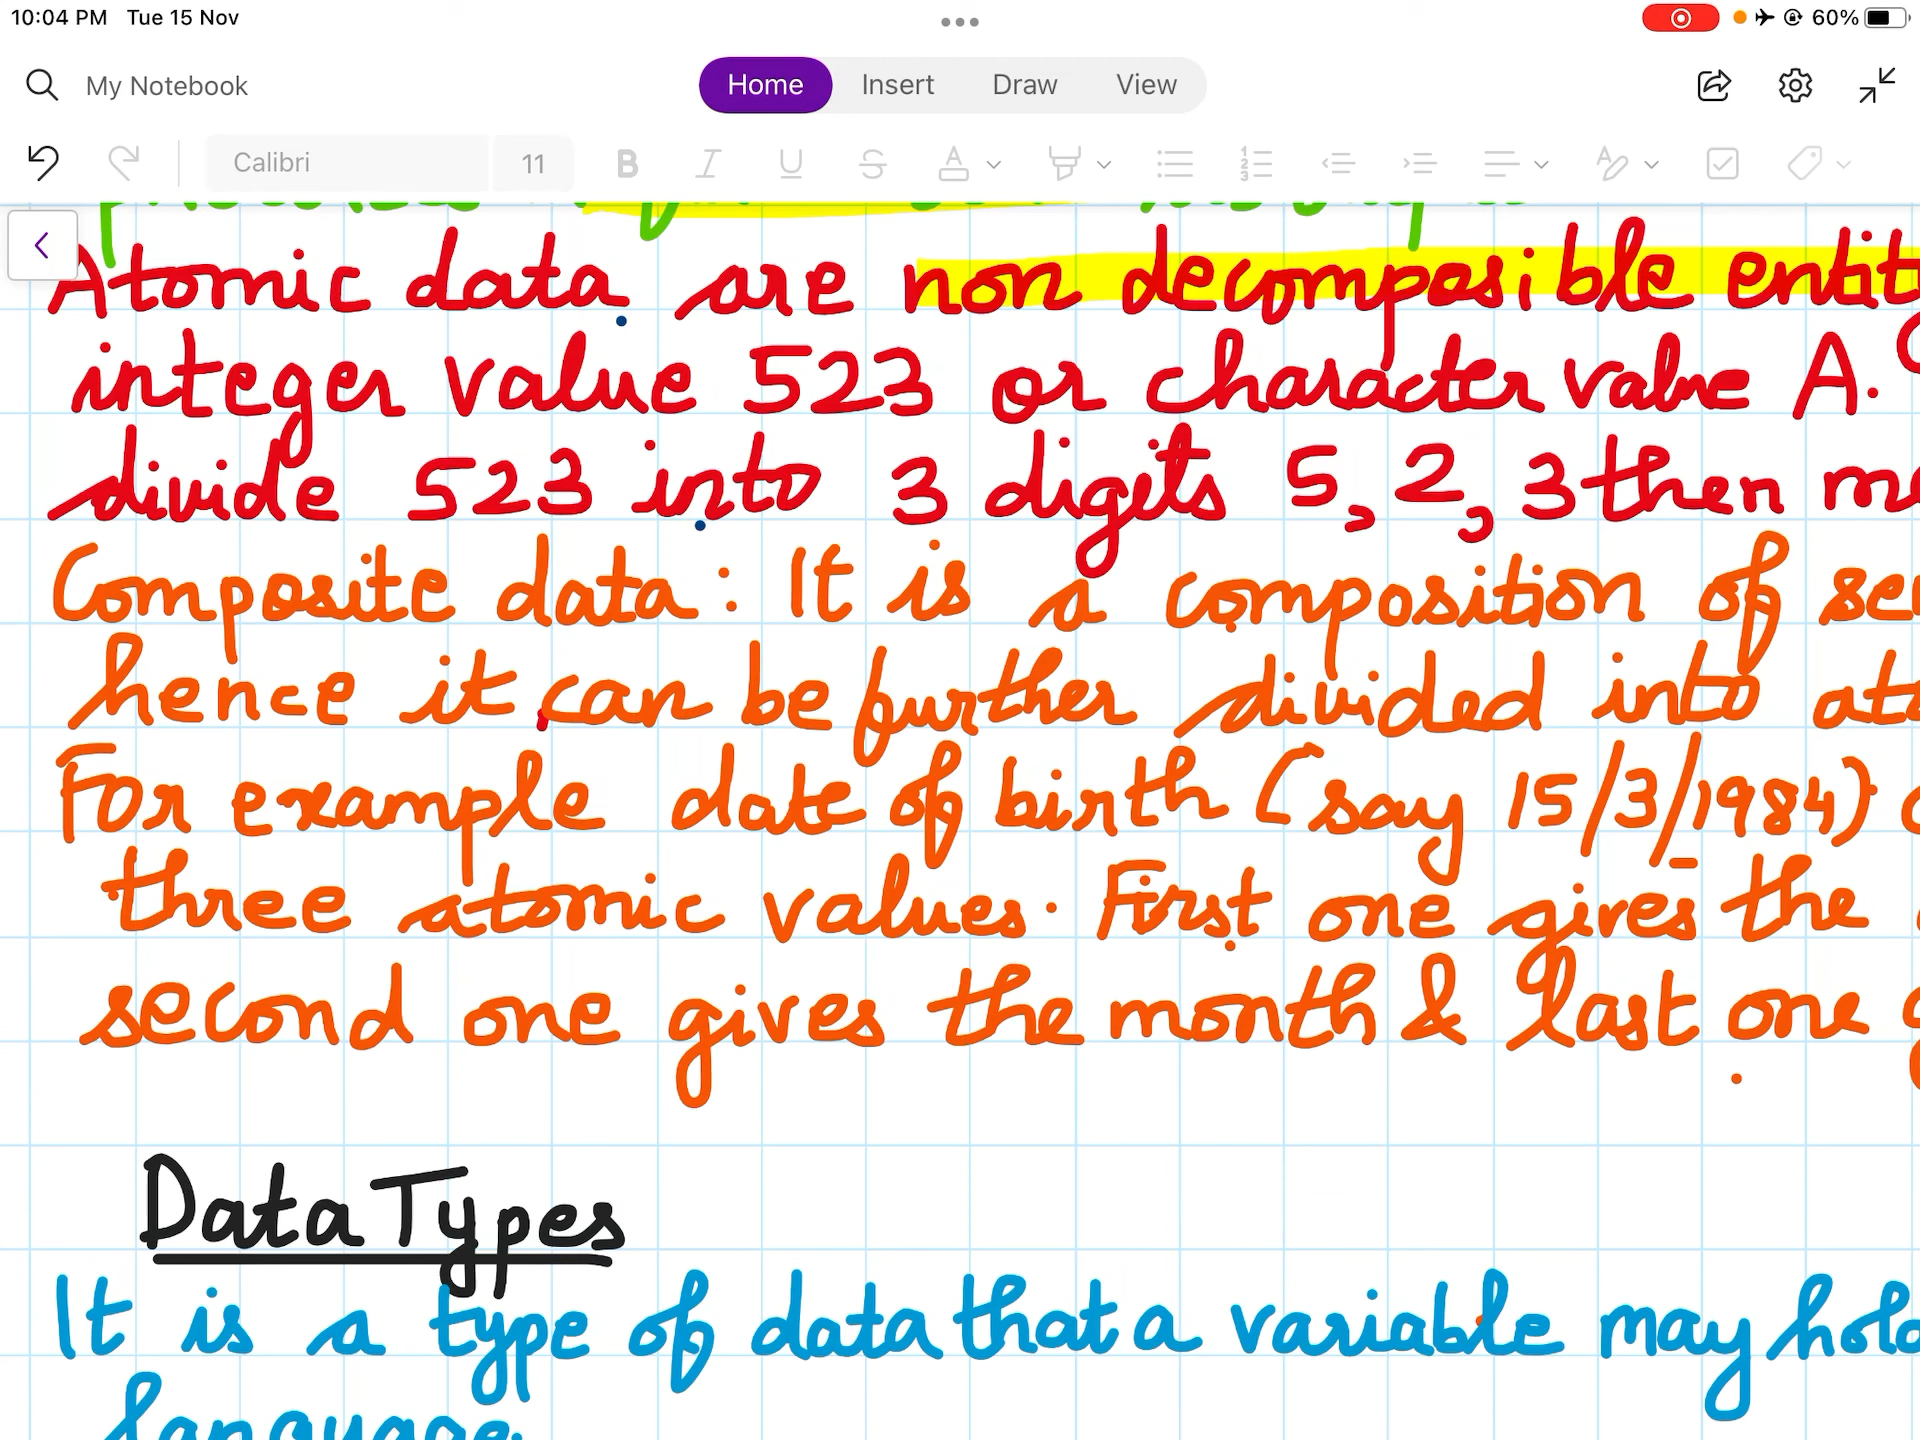 10:04 PM Tue 15 Nov
60%
My Notebook
Home Insert Draw View
Calibri 11 B I U S A
Atomic data are non decomposible
integer value 523 or character value A.
divide 523 into 3 digits 5, 2, 3 then
Composite data : It is a composition of
hence it can be further divided into
For example date of birth (say 15/3/1984)
three atomic values. First one gives the
second one gives the month & last one
Data Types
It is a type of data that a variable may
language